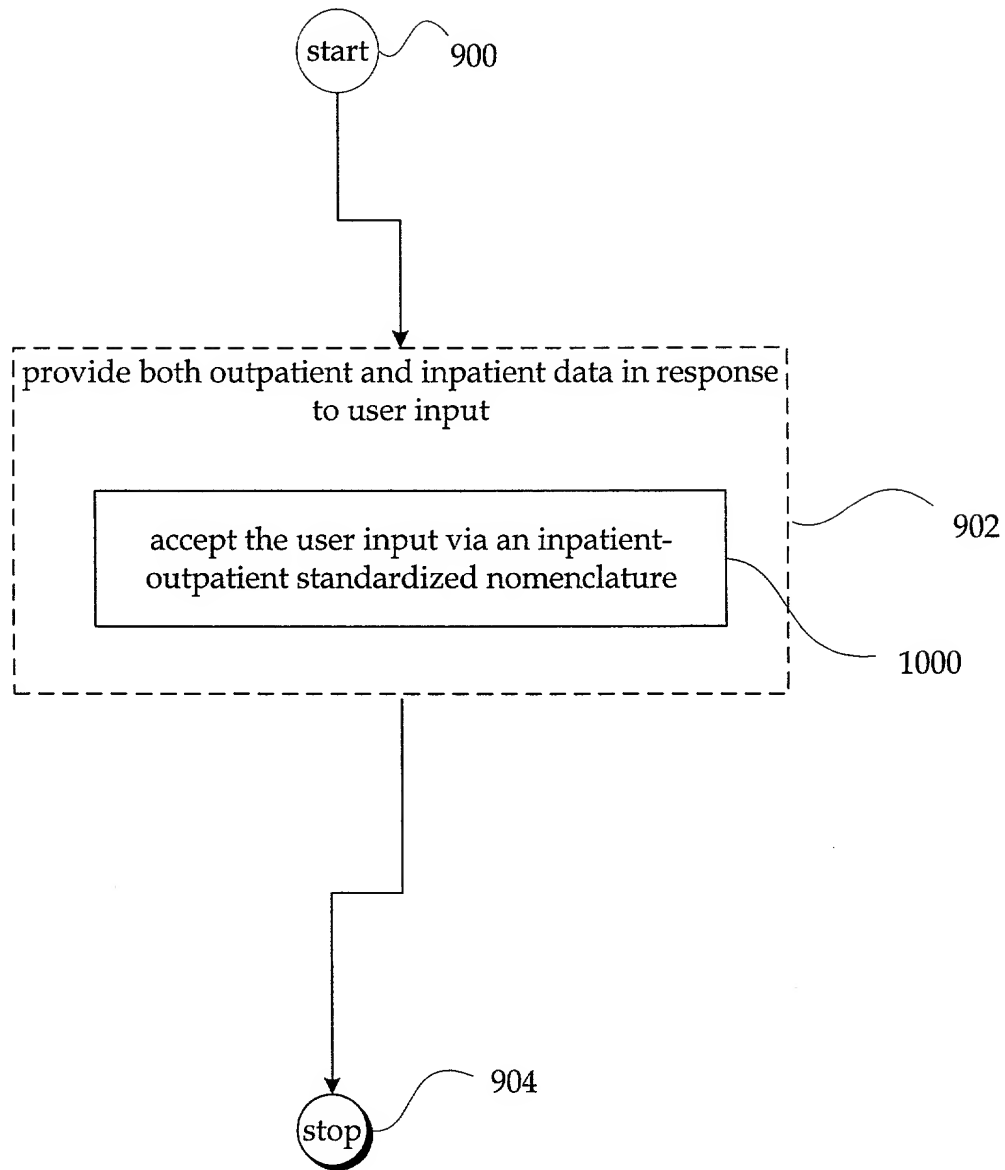 start
900
provide both outpatient and inpatient data in response
to user input
accept the user input via an inpatient-
outpatient standardized nomenclature
902
1000
904
stop